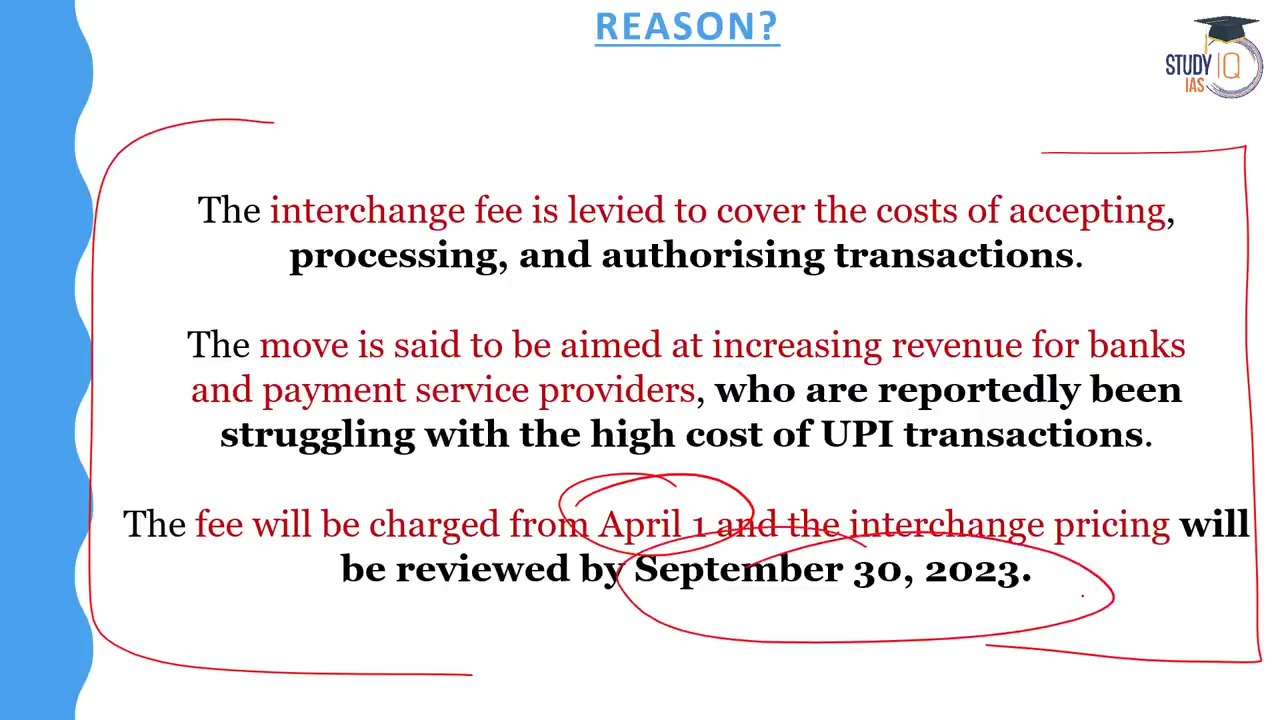 REASON?
STUDY IQ
IAS
The interchange fee is levied to cover the costs of accepting,
processing, and authorising transactions.
The move is said to be aimed at increasing revenue for banks
and payment service providers, who are reportedly been
struggling with the high cost of UPI transactions.
The fee will be charged from April 1 and the interchange pricing will
be reviewed by September 30, 2023.